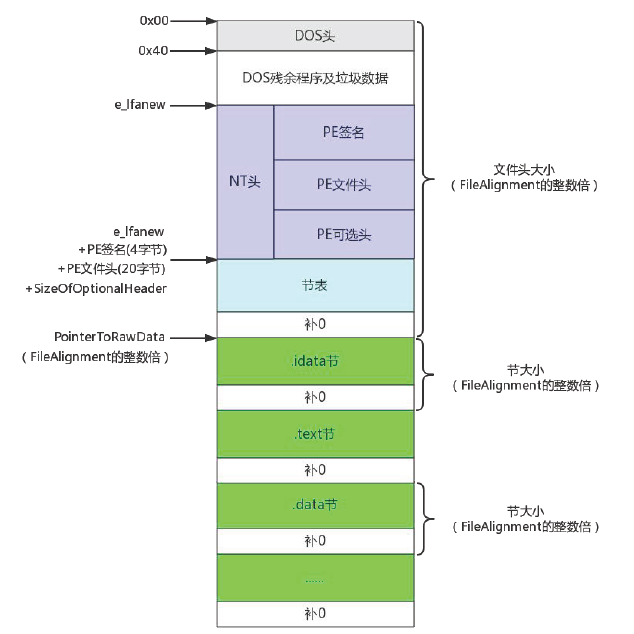 0x00
DOS头
0x40
DOS残余程序及垃圾数据
e_lfanew
PE签名
NT头
PE文件头
PE可选头
文件头大小
（FileAlignment的整数倍）
e_lfanew
+PE签名(4字节)
+PE文件头(20字节)
+SizeOfOptionalHeader
节表
补0
PointerToRawData
（FileAlignment的整数倍）
.idata节
补0
节大小
（FileAlignment的整数倍）
.text节
补0
.data节
补0
节大小
（FileAlignment的整数倍）
......
补0